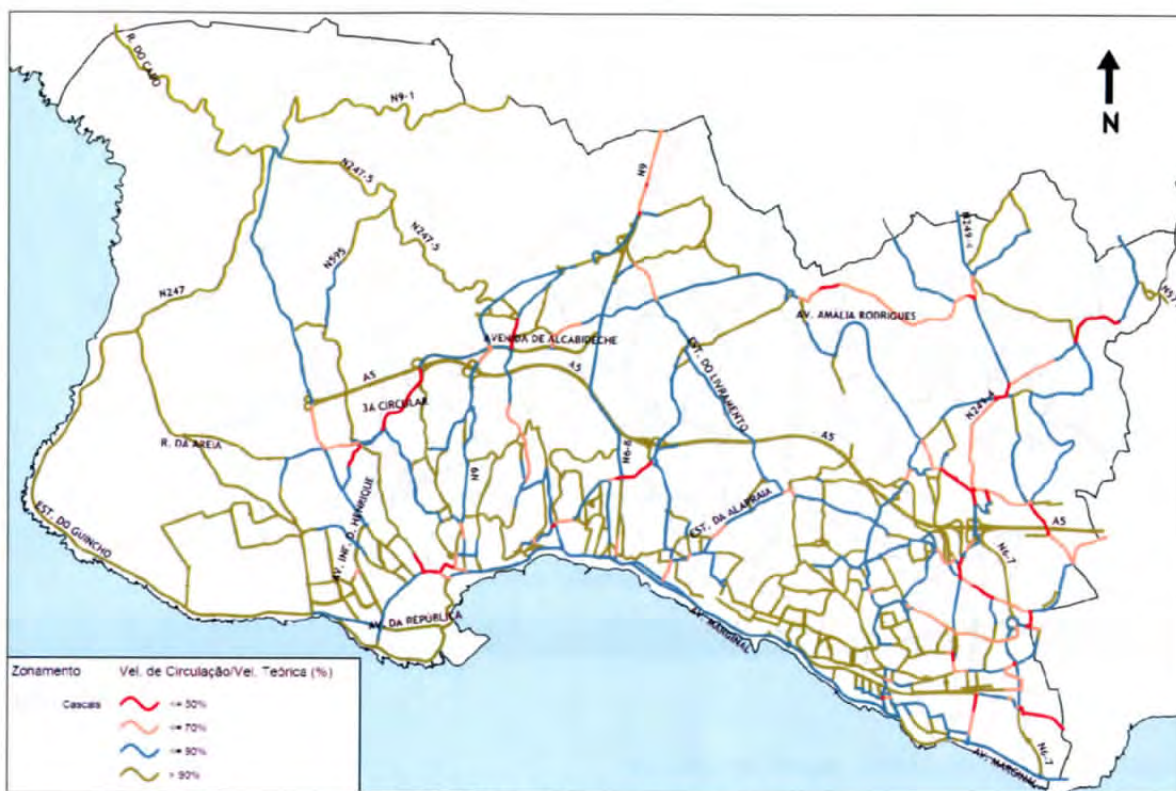 R. DO CABO
N9-1
N
N9
N247-5
N249-4
N247-5
N595
N247
AV. AMÁLIA RODRIGUES
AVENIDA DE ALCABIDECHE
A5
A5
EST. DO LIVRAMENTO
3A CIRCULAR
N249-4
R. DA AREIA
N6-8
A5
N9
EST. DO GUINCHO
AV. INF. D. HENRIQUE
EST. DA ALAPRAIA
A5
N6-7
AV. DA REPÚBLICA
AV. MARGINAL
Zonamento Vel. de Circulação/Vel. Teórica (%)
Cascais <= 50%
<= 70%
<= 90%
> 90%
N6-7
AV. MARGINAL